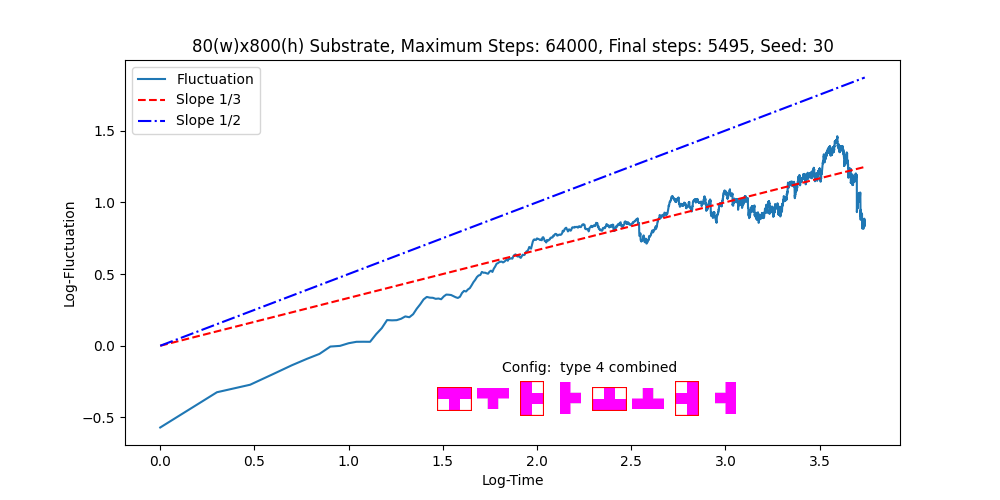 80(w)x800(h) Substrate, Maximum Steps: 64000, Final steps: 5495, Seed: 30
Fluctuation
Slope 1/3
Slope 1/2
1.5
1.0
0.5
0.0
−0.5
Log-Fluctuation
Config:  type 4 combined
0.0 0.5 1.0 1.5 2.0 2.5 3.0 3.5
Log-Time